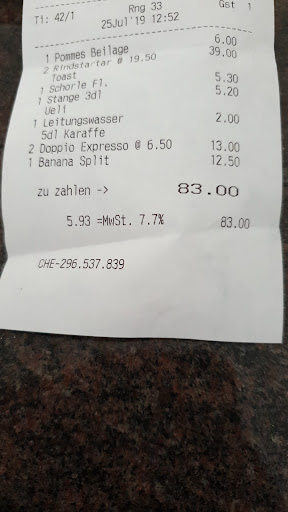 Rng 33 Gst 1
Ti: 42/1 25Jul'19 12:52
1 Pommes Beilage 6.00
2 Rindstartar @ 19.50 39.00
Toast
1 Schorle Fl. 5.30
1 Stange 3dl 5.20
Ueli
1 Leitungswasser 2.00
5dl Karaffe
2 Doppio Expresso @ 6.50 13.00
1 Banana Split 12.50
zu zahlen -> 83.00
5.93 =MwSt. 7.7% 83.00
CHE-296.537.839